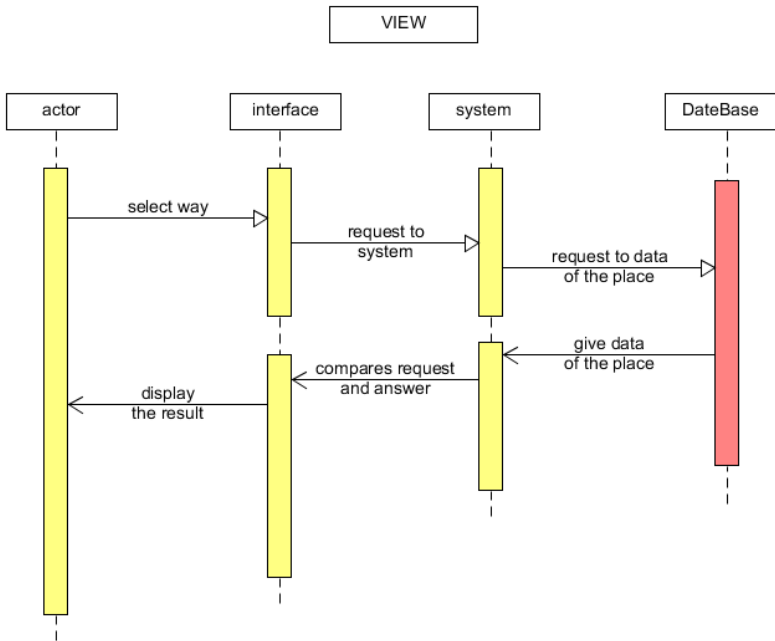 VIEW
actor
interface
system
DateBase
select way
request to
system
request to data
of the place
give data
of the place
compares request
and answer
display
the result